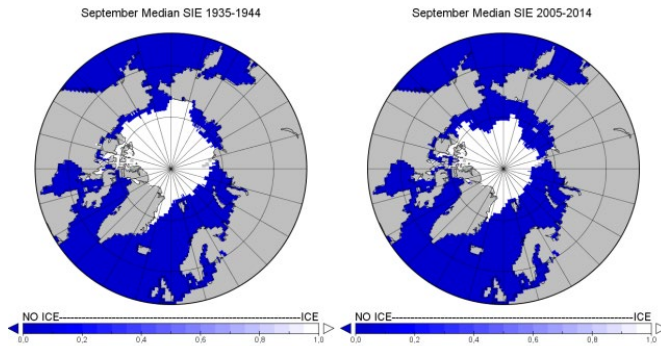 September Median SIE 1935-1944
September Median SIE 2005-2014
NO ICE------------------------------------------------ICE
0,0 0,2 0,4 0,6 0,8 1,0
NO ICE------------------------------------------------ICE
0,0 0,2 0,4 0,6 0,8 1,0